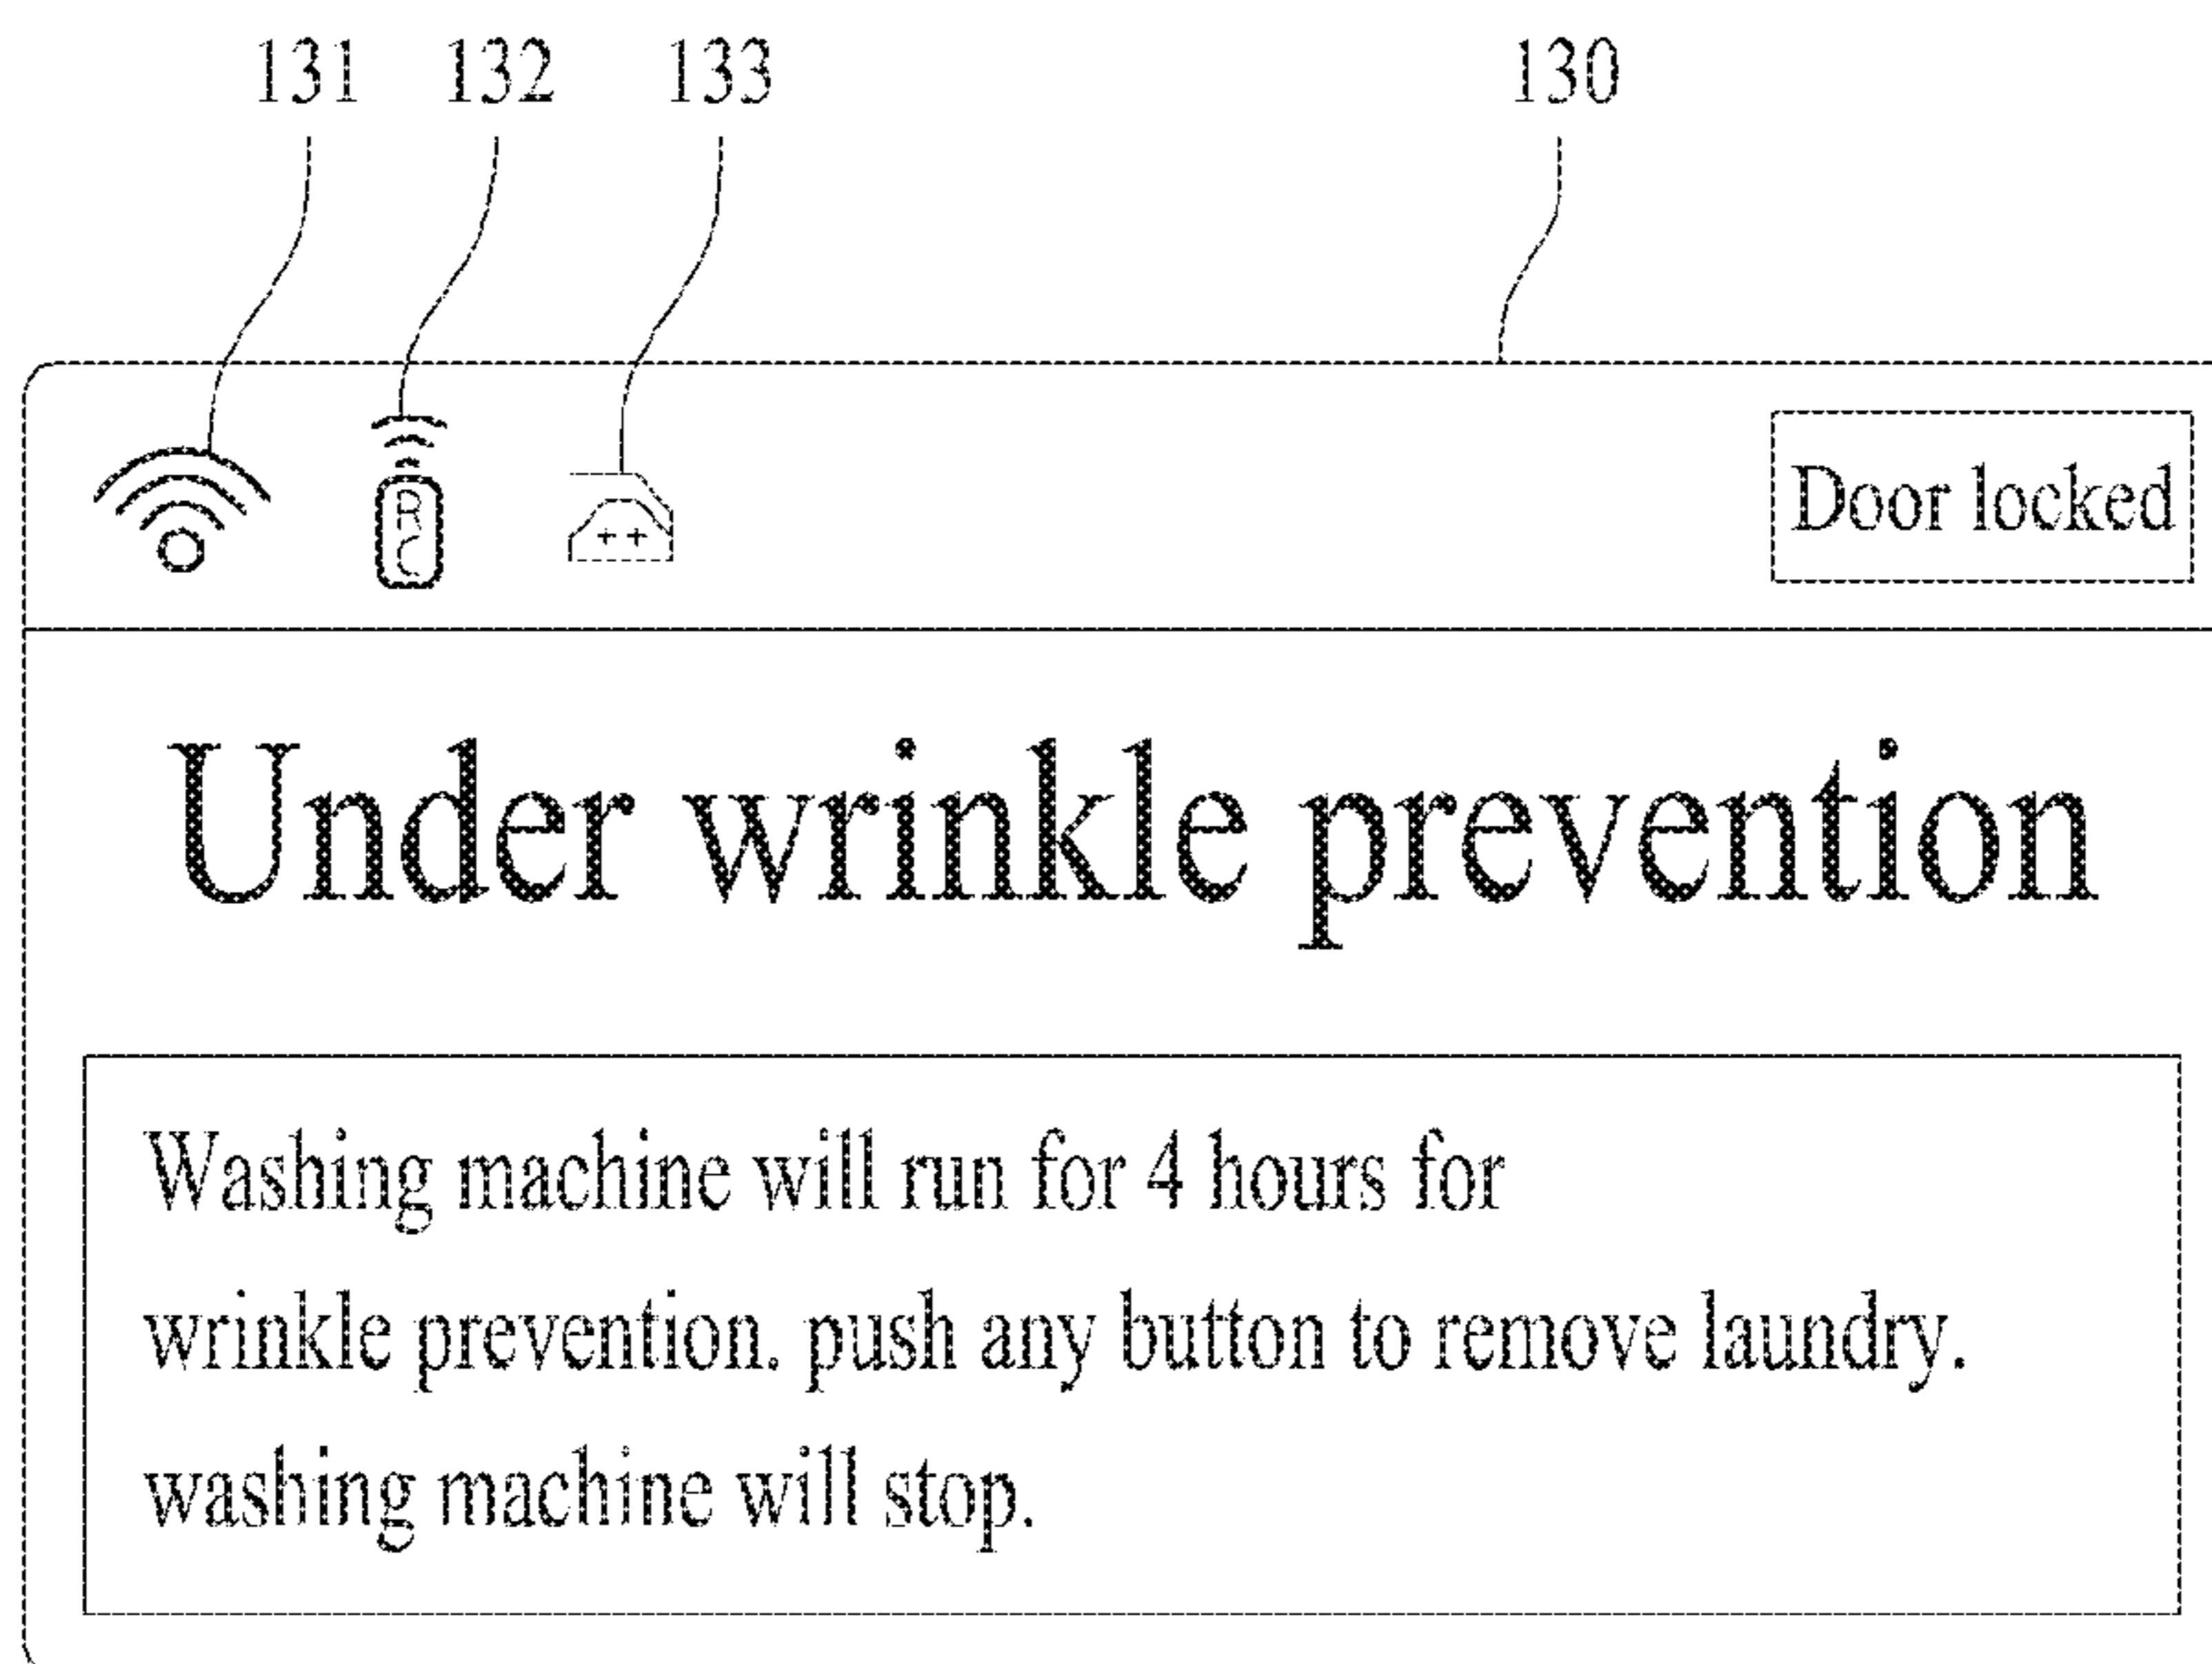 131 132 133 130
RC
Door locked
Under wrinkle prevention
Washing machine will run for 4 hours for
wrinkle prevention. push any button to remove laundry.
washing machine will stop.